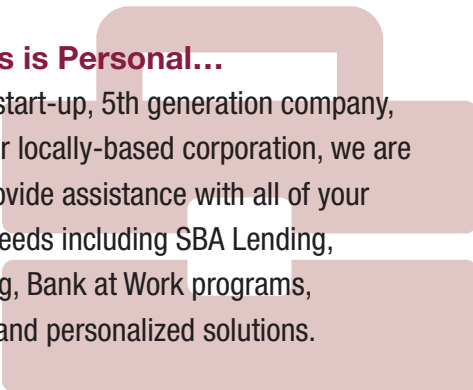 s is Personal…
start-up, 5th generation company,
r locally-based corporation, we are
ovide assistance with all of your
eeds including SBA Lending,
g, Bank at Work programs,
and personalized solutions.